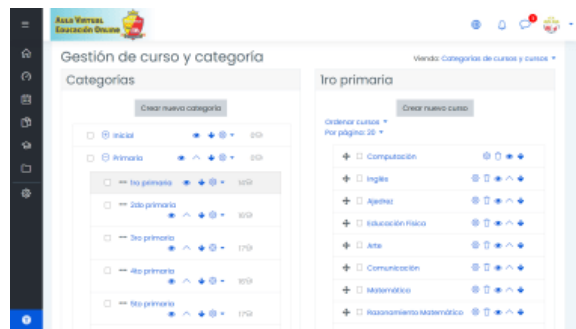 Aula Virtual
Educación Online
Gestión de curso y categoría
Viendo: Categorías de cursos y cursos
Categorías
Crear nueva categoría
Inicial
Primaria
1ro primaria
2do primaria
3ro primaria
4to primaria
5to primaria
1ro primaria
Crear nuevo curso
Ordenar cursos
Por página: 20
Computación
Inglés
Ajedrez
Educación Física
Arte
Comunicación
Matemática
Razonamiento Matemático